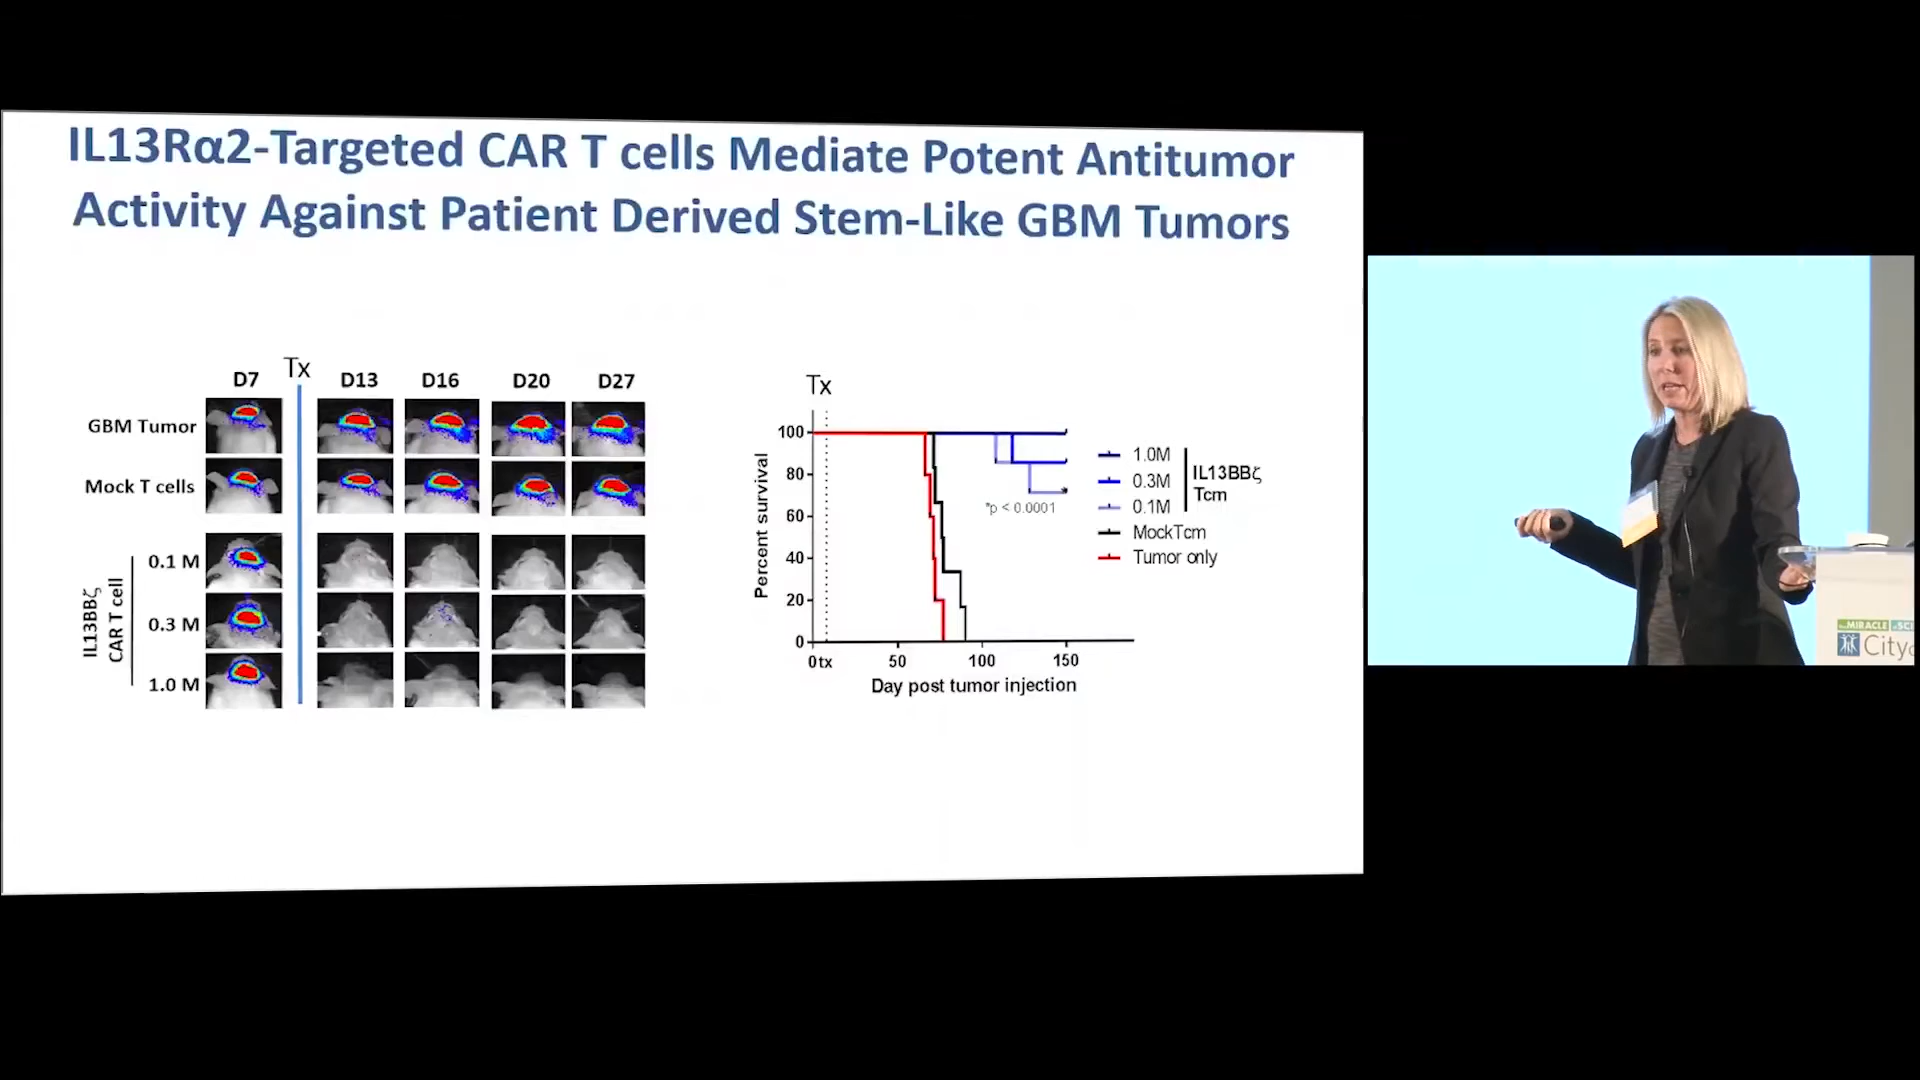 IL13Rα2-Targeted CAR T cells Mediate Potent Antitumor
Activity Against Patient Derived Stem-Like GBM Tumors
Tx
D7 D13 D16 D20 D27
GBM Tumor
Mock T cells
IL13BBζ
CAR T cell
0.1 M
0.3 M
1.0 M
Tx
Percent survival
100
80
60
40
20
0
0tx 50 100 150
Day post tumor injection
*p < 0.0001
1.0M
0.3M
0.1M
IL13BBζ
Tcm
MockTcm
Tumor only
MIRACLE
City